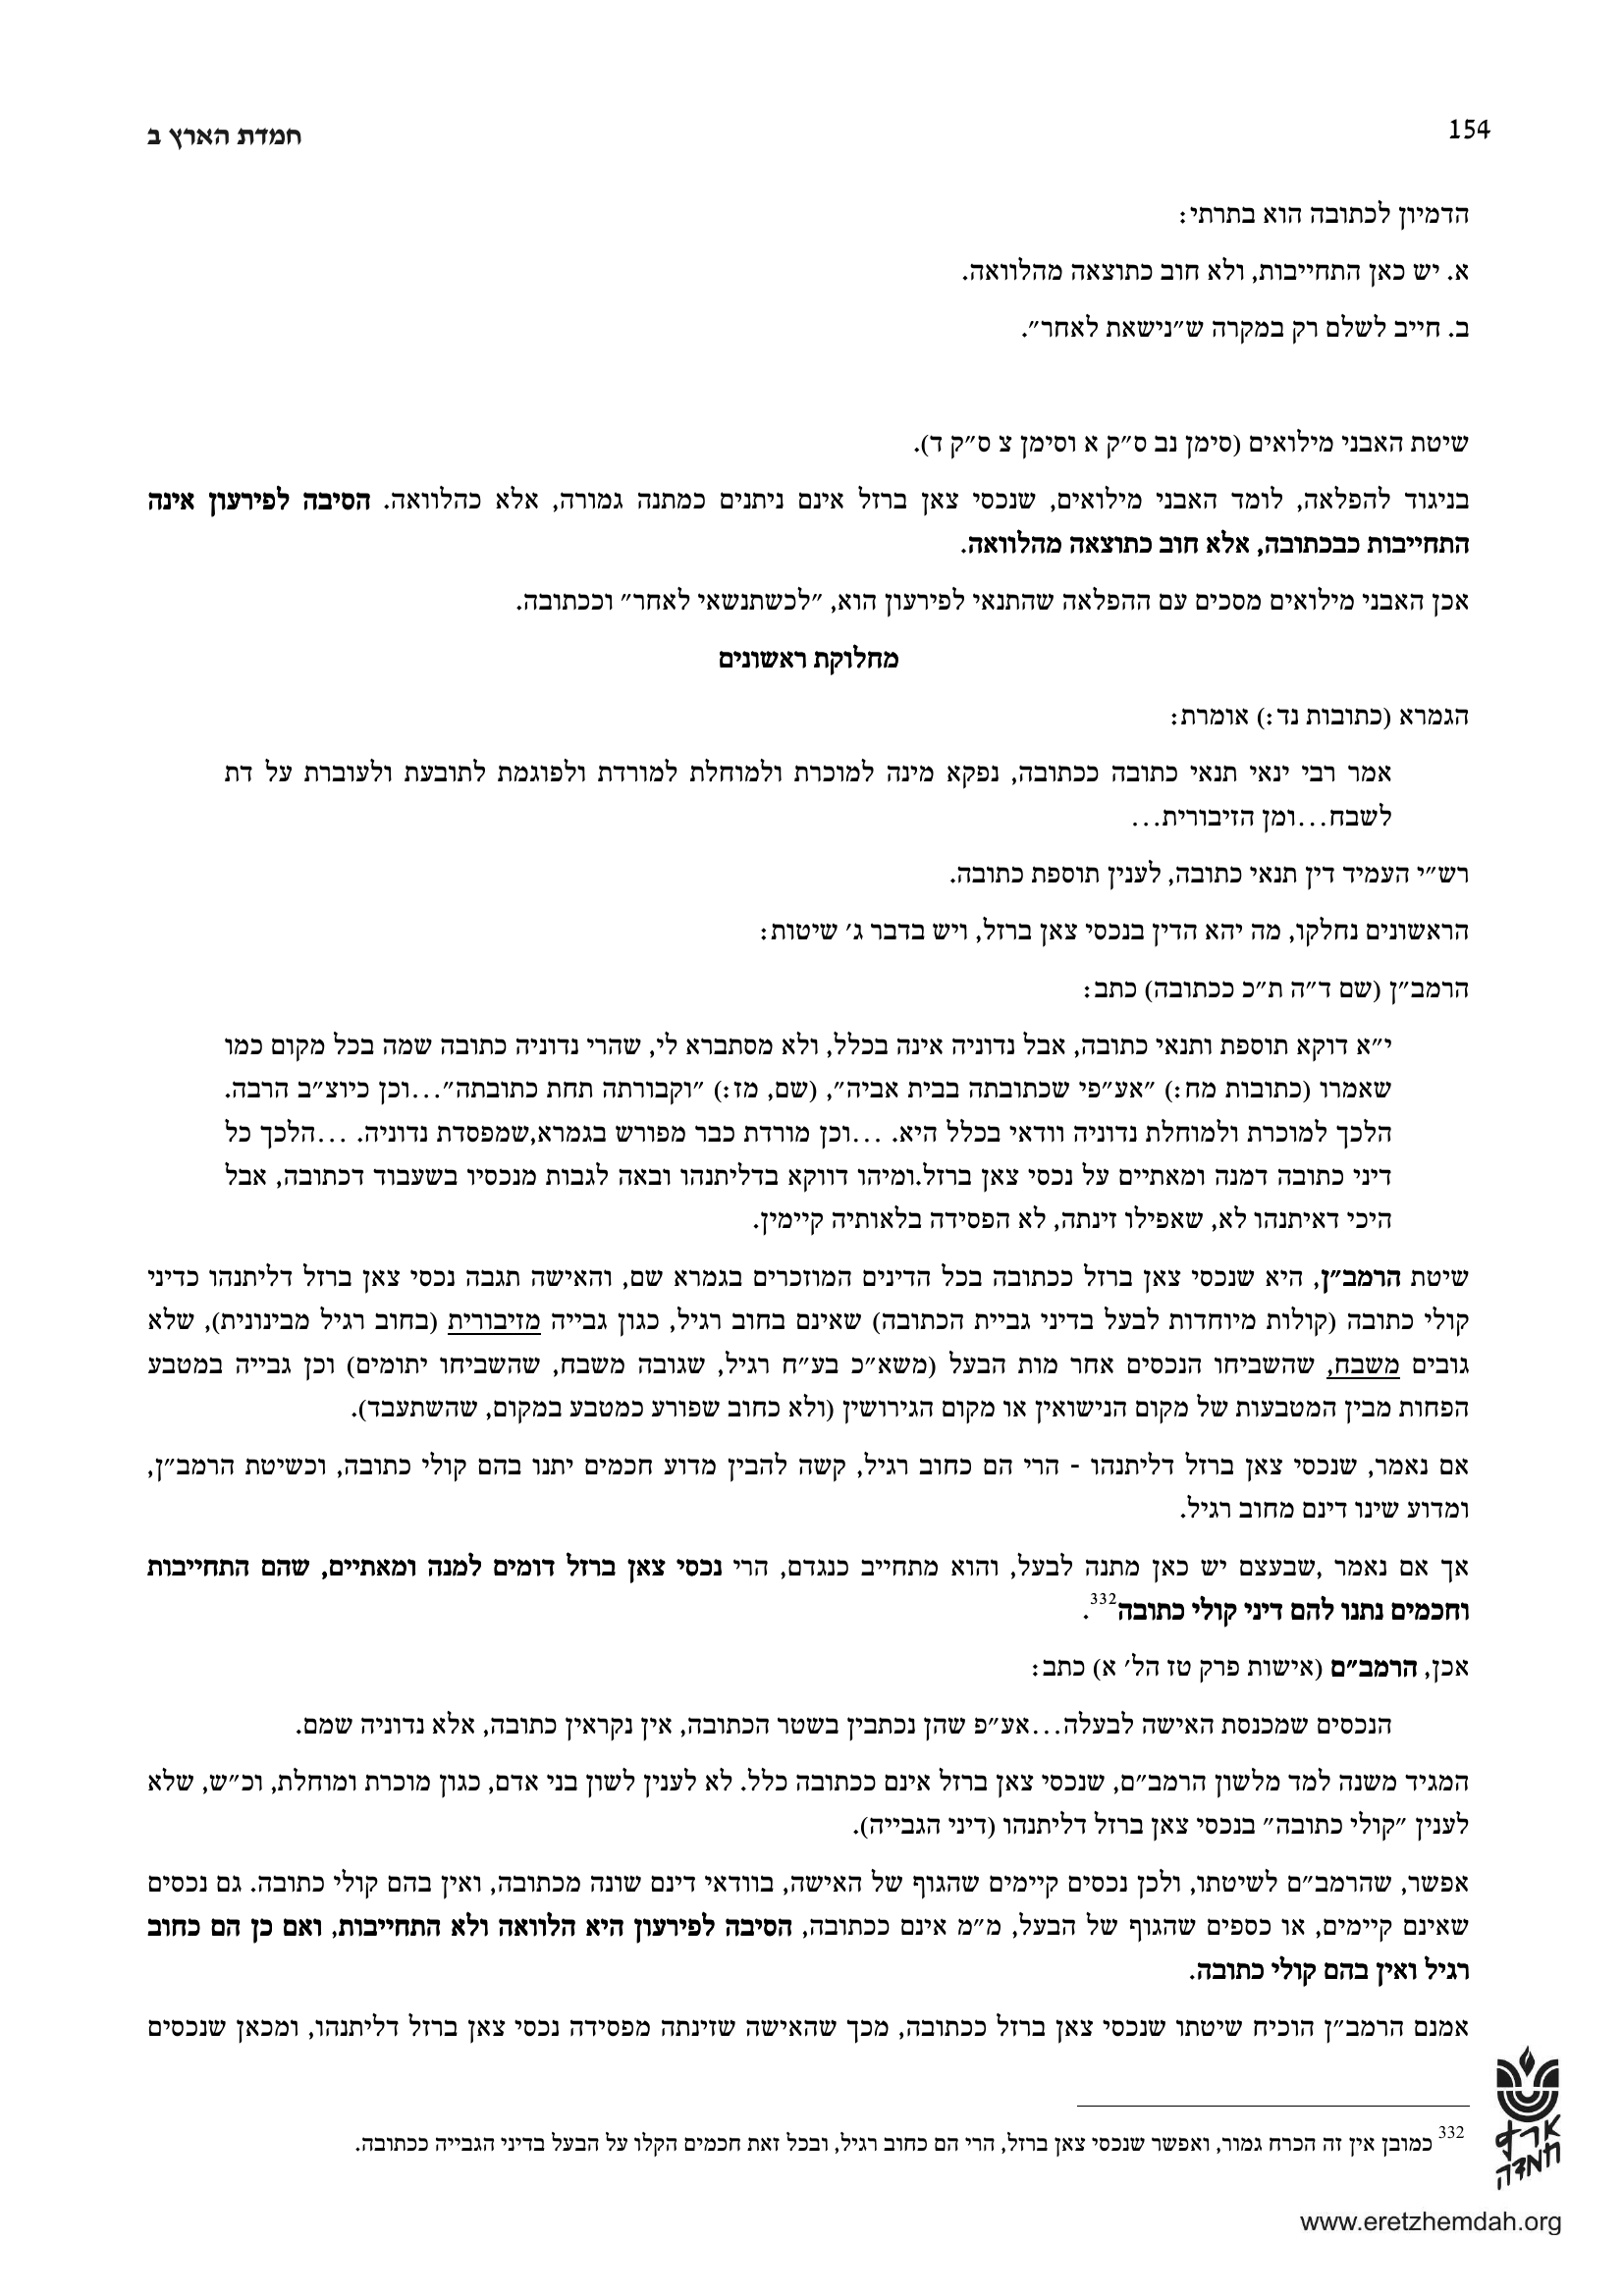 154
חמדת הארץ ב
הדמיון לכתובה הוא בתרתי:
א. יש כאן התחייבות, ולא חוב כתוצאה מהלוואה.
ב. חייב לשלם רק במקרה ש״נישאת לאחר״.
שיטת האבני מילואים (סימן נב ס״ק א וסימן צ ס״ק ד).
בניגוד להפלאה, לומד האבני מילואים, שנכסי צאן ברזל אינם ניתנים כמתנה גמורה, אלא כהלוואה. הסיבה לפירעון אינה
התחייבות כבכתובה, אלא חוב כתוצאה מהלוואה.
אכן האבני מילואים מסכים עם ההפלאה שהתנאי לפירעון הוא, ״לכשתנשאי לאחר״ וככתובה.
מחלוקת ראשונים
הגמרא (כתובות נד:) אומרת:
אמר רבי ינאי תנאי כתובה ככתובה, נפקא מינה למוכרת ולמוחלת למורדת ולפוגמת לתובעת ולעוברת על דת
לשבח...ומן הזיבורית...
רש״י העמיד דין תנאי כתובה, לענין תוספת כתובה.
הראשונים נחלקו, מה יהא הדין בנכסי צאן ברזל, ויש בדבר ג׳ שיטות:
הרמב״ן (שם ד״ה ת״כ ככתובה) כתב:
י״א דוקא תוספת ותנאי כתובה, אבל נדוניה אינה בכלל, ולא מסתברא לי, שהרי נדוניה כתובה שמה בכל מקום כמו
שאמרו (כתובות מח:) ״אע״פי שכתובתה בבית אביה״, (שם, מז:) ״וקבורתה תחת כתובתה״...וכן כיוצ״ב הרבה.
הלכך למוכרת ולמוחלת נדוניה וודאי בכלל היא. ...וכן מורדת כבר מפורש בגמרא,שמפסדת נדוניה. ...הלכך כל
דיני כתובה דמנה ומאתיים על נכסי צאן ברזל.ומיהו דווקא בדליתנהו ובאה לגבות מנכסיו בשעבוד דכתובה, אבל
היכי דאיתנהו לא, שאפילו זינתה, לא הפסידה בלאותיה קיימין.
שיטת הרמב״ן, היא שנכסי צאן ברזל ככתובה בכל הדינים המוזכרים בגמרא שם, והאישה תגבה נכסי צאן ברזל דליתנהו כדיני
קולי כתובה (קולות מיוחדות לבעל בדיני גביית הכתובה) שאינם בחוב רגיל, כגון גבייה מזיבורית (בחוב רגיל מבינונית), שלא
גובים משבח, שהשביחו הנכסים אחר מות הבעל (משא״כ בע״ח רגיל, שגובה משבח, שהשביחו יתומים) וכן גבייה במטבע
הפחות מבין המטבעות של מקום הנישואין או מקום הגירושין (ולא כחוב שפורע כמטבע במקום, שהשתעבד).
אם נאמר, שנכסי צאן ברזל דליתנהו - הרי הם כחוב רגיל, קשה להבין מדוע חכמים יתנו בהם קולי כתובה, וכשיטת הרמב״ן,
ומדוע שינו דינם מחוב רגיל.
אך אם נאמר ,שבעצם יש כאן מתנה לבעל, והוא מתחייב כנגדם, הרי נכסי צאן ברזל דומים למנה ומאתיים, שהם התחייבות
וחכמים נתנו להם דיני קולי כתובה332.
אכן, הרמב״ם (אישות פרק טז הל׳ א) כתב:
הנכסים שמכנסת האישה לבעלה...אע״פ שהן נכתבין בשטר הכתובה, אין נקראין כתובה, אלא נדוניה שמם.
המגיד משנה למד מלשון הרמב״ם, שנכסי צאן ברזל אינם ככתובה כלל. לא לענין לשון בני אדם, כגון מוכרת ומוחלת, וכ״ש, שלא
לענין ״קולי כתובה״ בנכסי צאן ברזל דליתנהו (דיני הגבייה).
אפשר, שהרמב״ם לשיטתו, ולכן נכסים קיימים שהגוף של האישה, בוודאי דינם שונה מכתובה, ואין בהם קולי כתובה. גם נכסים
שאינם קיימים, או כספים שהגוף של הבעל, מ״מ אינם ככתובה, הסיבה לפירעון היא הלוואה ולא התחייבות, ואם כן הם כחוב
רגיל ואין בהם קולי כתובה.
אמנם הרמב״ן הוכיח שיטתו שנכסי צאן ברזל ככתובה, מכך שהאישה שזינתה מפסידה נכסי צאן ברזל דליתנהו, ומכאן שנכסים
332 כמובן אין זה הכרח גמור, ואפשר שנכסי צאן ברזל, הרי הם כחוב רגיל, ובכל זאת חכמים הקלו על הבעל בדיני הגבייה ככתובה.
ארץ
חמדה
www.eretzhemdah.org